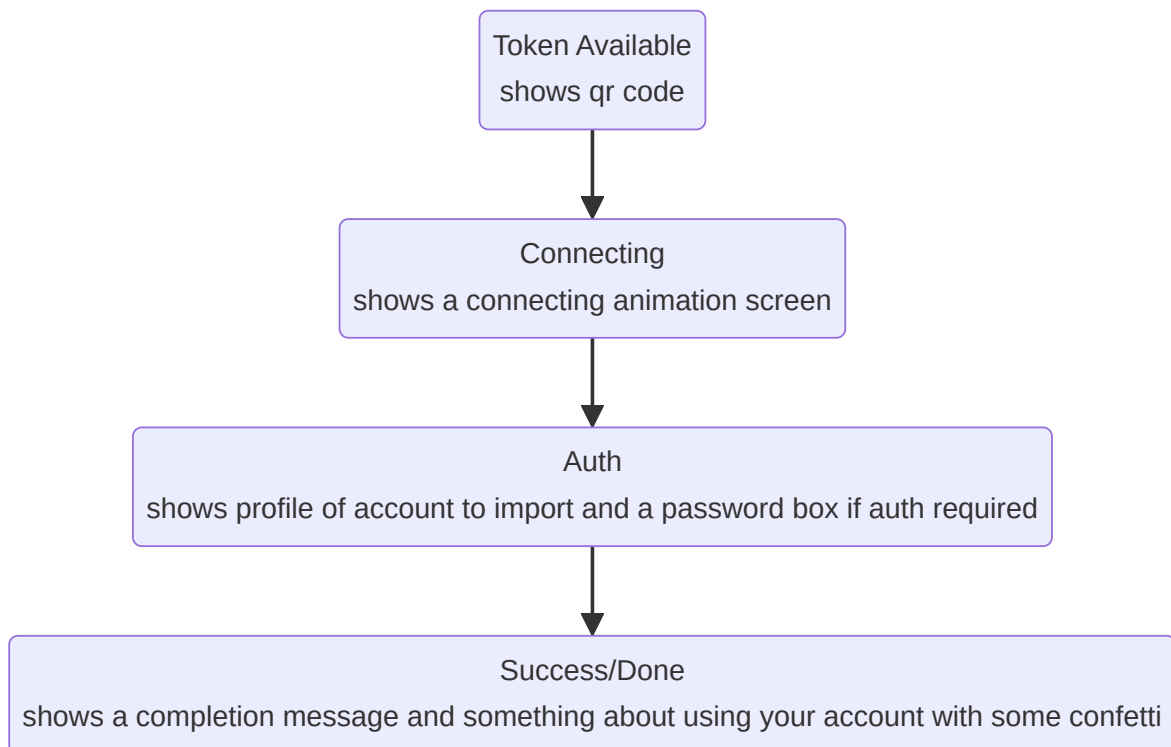 Token Available
shows qr code
Connecting
shows a connecting animation screen
Auth
shows profile of account to import and a password box if auth required
Success/Done
shows a completion message and something about using your account with some confetti